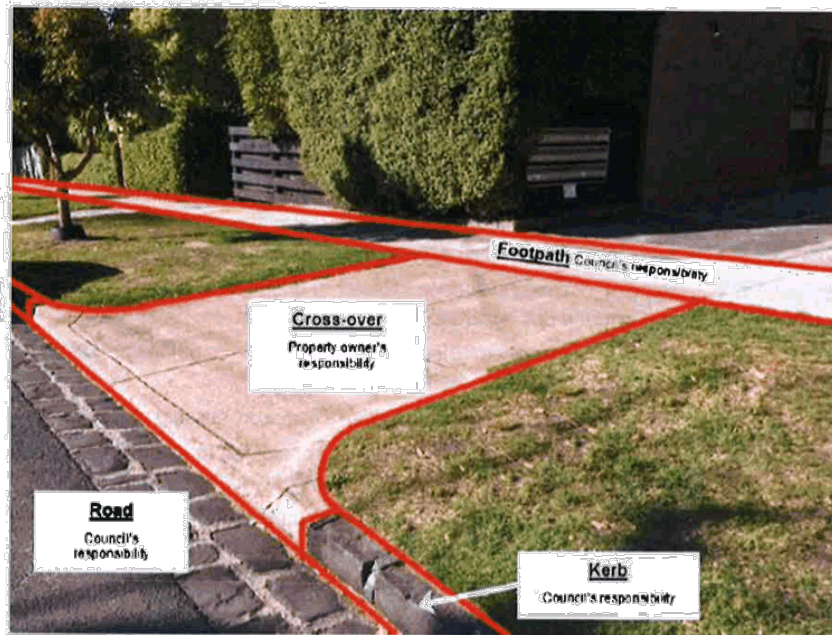 Footpath Council's responsibility
Cross-over
Property owner's
responsibility
Road
Council's
responsibility
Kerb
Council's responsibility